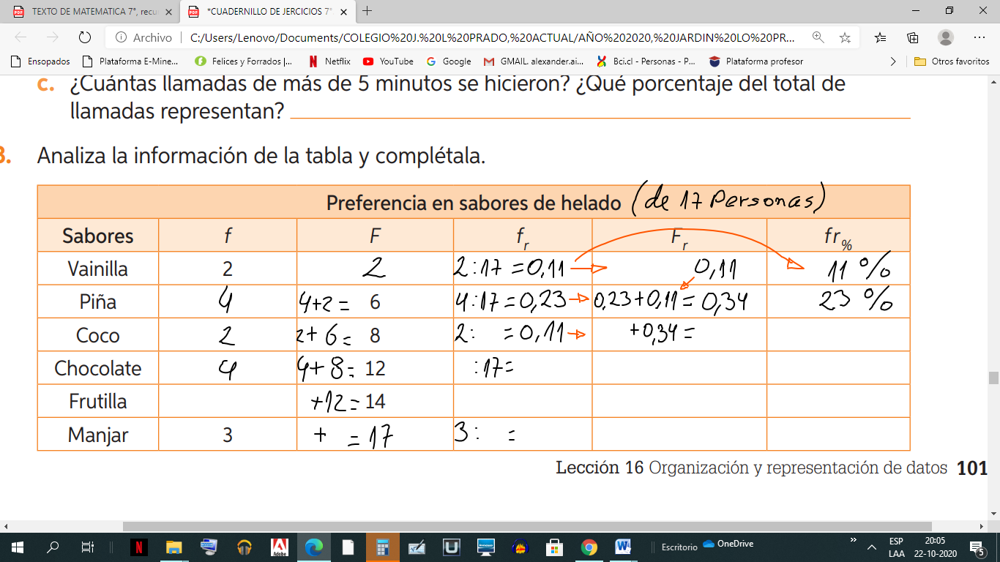 TEXTO DE MATEMATICA 7°, recu
*CUADERNILLO DE JERCICIOS 7°
Archivo
C:/Users/Lenovo/Documents/COLEGIO%20J.%20L%20PRADO,%20ACTUAL/AÑO%202020,%20JARDIN%20LO%20PR...
Ensopados Plataforma E-Mine... Felices y Forrados |... Netflix YouTube Google GMAIL. alexander.ai... Bci.cl - Personas - P... Plataforma profesor Otros favoritos
c. ¿Cuántas llamadas de más de 5 minutos se hicieron? ¿Qué porcentaje del total de
llamadas representan?
3. Analiza la información de la tabla y complétala.
Preferencia en sabores de helado (de 17 Personas)
Sabores f F fr Fr fr%
Vainilla 2 2 2:17=0,11 0,11 11 %
Piña 4 4+2= 6 4:17=0,23 0,23+0,11=0,34 23 %
Coco 2 2+6= 8 2: =0,11 +0,34=
Chocolate 4 4+8= 12 :17=
Frutilla +12= 14
Manjar 3 + =17 3: =
Lección 16 Organización y representación de datos 101
Adobe
Escritorio OneDrive
ESP 20:05
LAA 22-10-2020
5